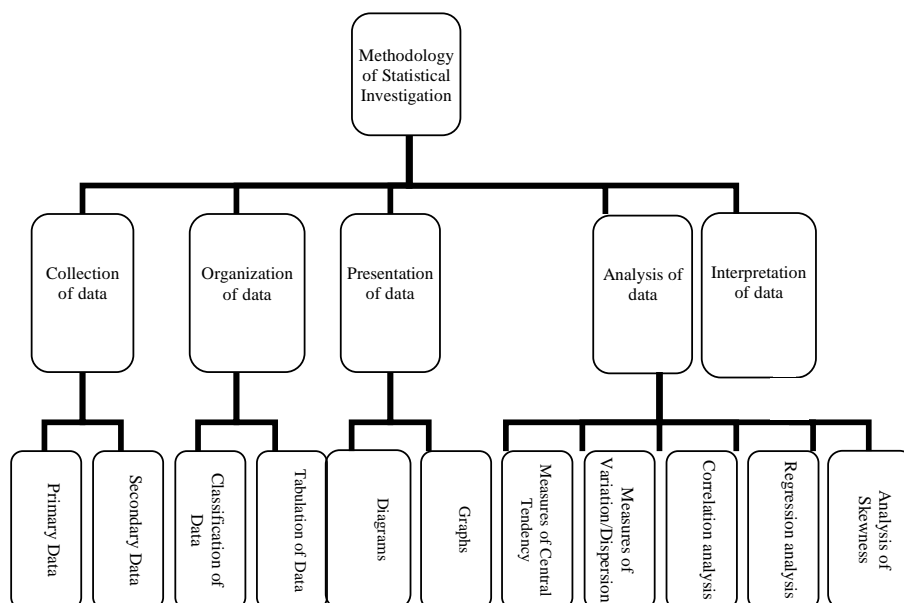 Methodology
of Statistical
Investigation
Collection
of data
Organization
of data
Presentation
of data
Analysis of
data
Interpretation
of data
Primary Data
Secondary Data
Classification of
Data
Tabulation of Data
Diagrams
Graphs
Measures of Central
Tendency
Measures of
Variation/Dispersion
Correlation analysis
Regression analysis
Analysis of
Skewness